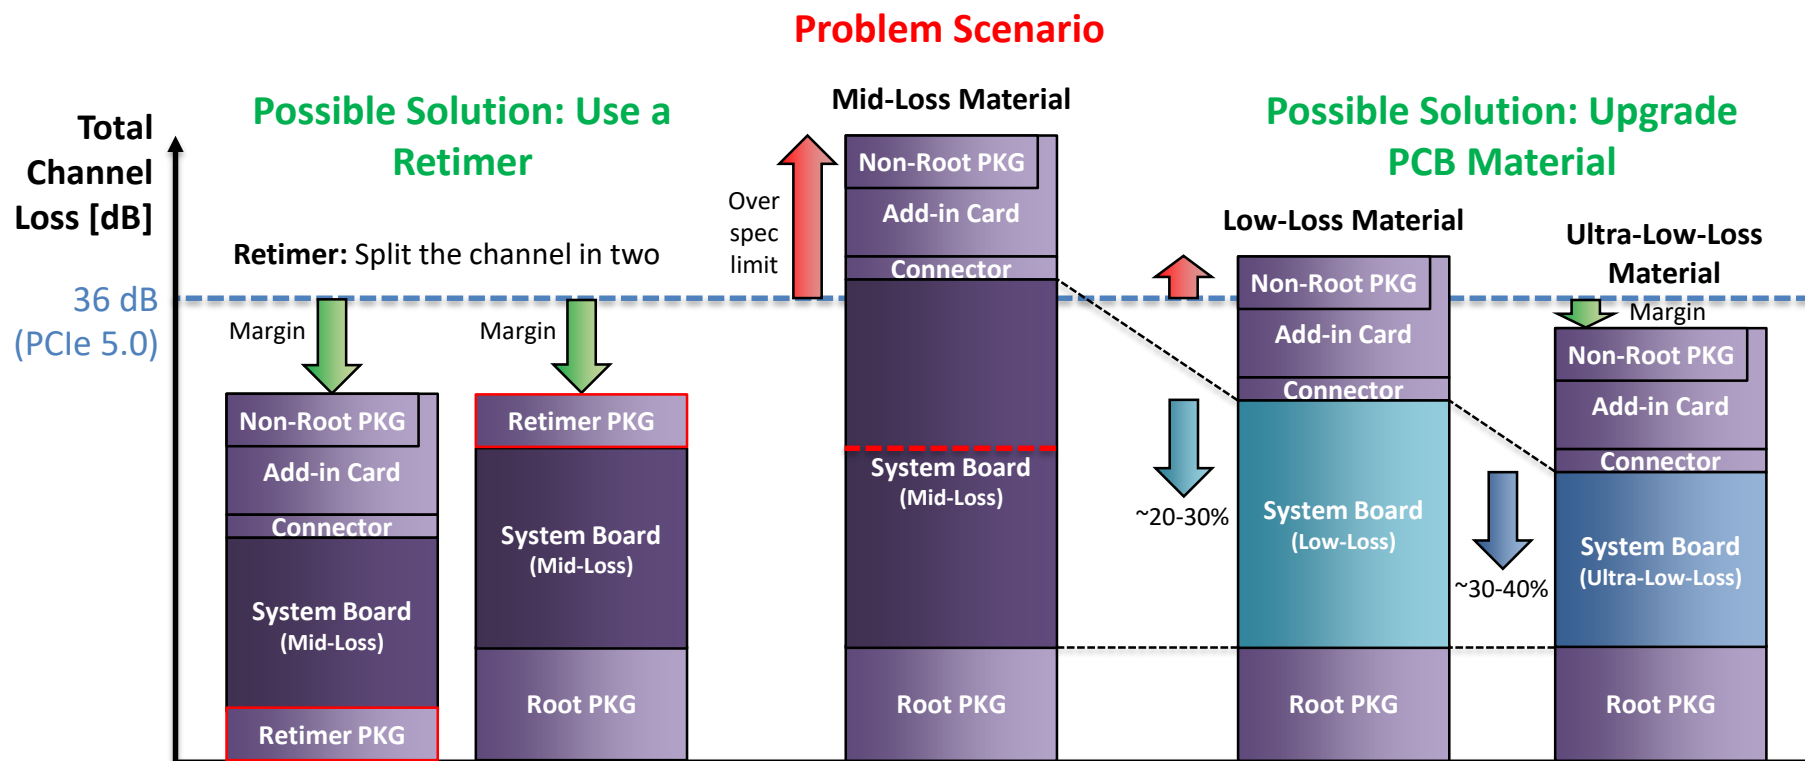 Problem Scenario
Possible Solution: Use a
Retimer
Mid-Loss Material
Possible Solution: Upgrade
PCB Material
Total
Channel
Loss [dB]
36 dB
(PCIe 5.0)
Retimer: Split the channel in two
Margin
Non-Root PKG
Add-in Card
Connector
System Board
(Mid-Loss)
Retimer PKG
Margin
Retimer PKG
System Board
(Mid-Loss)
Root PKG
Over
spec
limit
Non-Root PKG
Add-in Card
Connector
System Board
(Mid-Loss)
Root PKG
Low-Loss Material
~20-30%
Non-Root PKG
Add-in Card
Connector
System Board
(Low-Loss)
Root PKG
Ultra-Low-Loss
Material
Margin
~30-40%
Non-Root PKG
Add-in Card
Connector
System Board
(Ultra-Low-Loss)
Root PKG